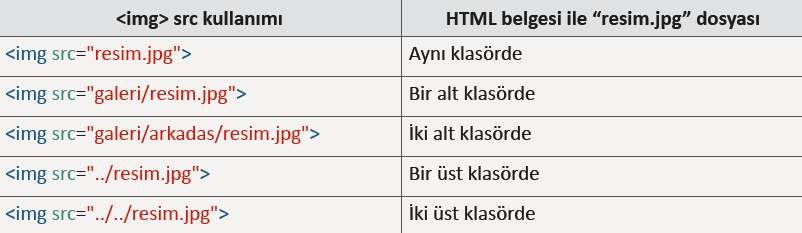 <img> src kullanımı HTML belgesi ile “resim.jpg” dosyası
<img src="resim.jpg"> Aynı klasörde
<img src="galeri/resim.jpg"> Bir alt klasörde
<img src="galeri/arkadas/resim.jpg"> İki alt klasörde
<img src="../resim.jpg"> Bir üst klasörde
<img src="../../resim.jpg"> İki üst klasörde